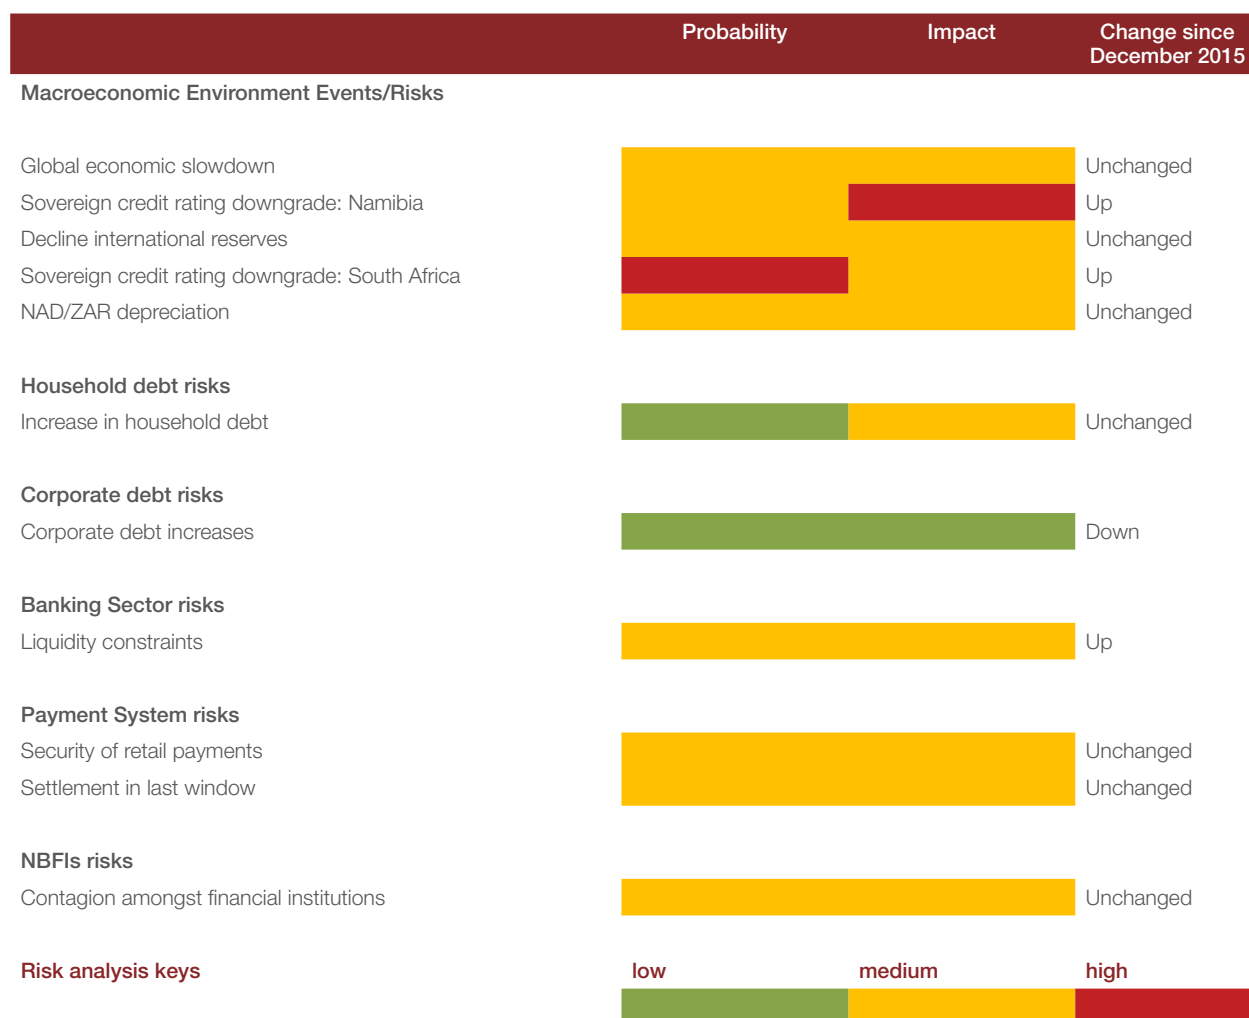 Probability Impact Change since
December 2015
Macroeconomic Environment Events/Risks
Global economic slowdown Unchanged
Sovereign credit rating downgrade: Namibia Up
Decline international reserves Unchanged
Sovereign credit rating downgrade: South Africa Up
NAD/ZAR depreciation Unchanged
Household debt risks
Increase in household debt Unchanged
Corporate debt risks
Corporate debt increases Down
Banking Sector risks
Liquidity constraints Up
Payment System risks
Security of retail payments Unchanged
Settlement in last window Unchanged
NBFIs risks
Contagion amongst financial institutions Unchanged
Risk analysis keys low medium high